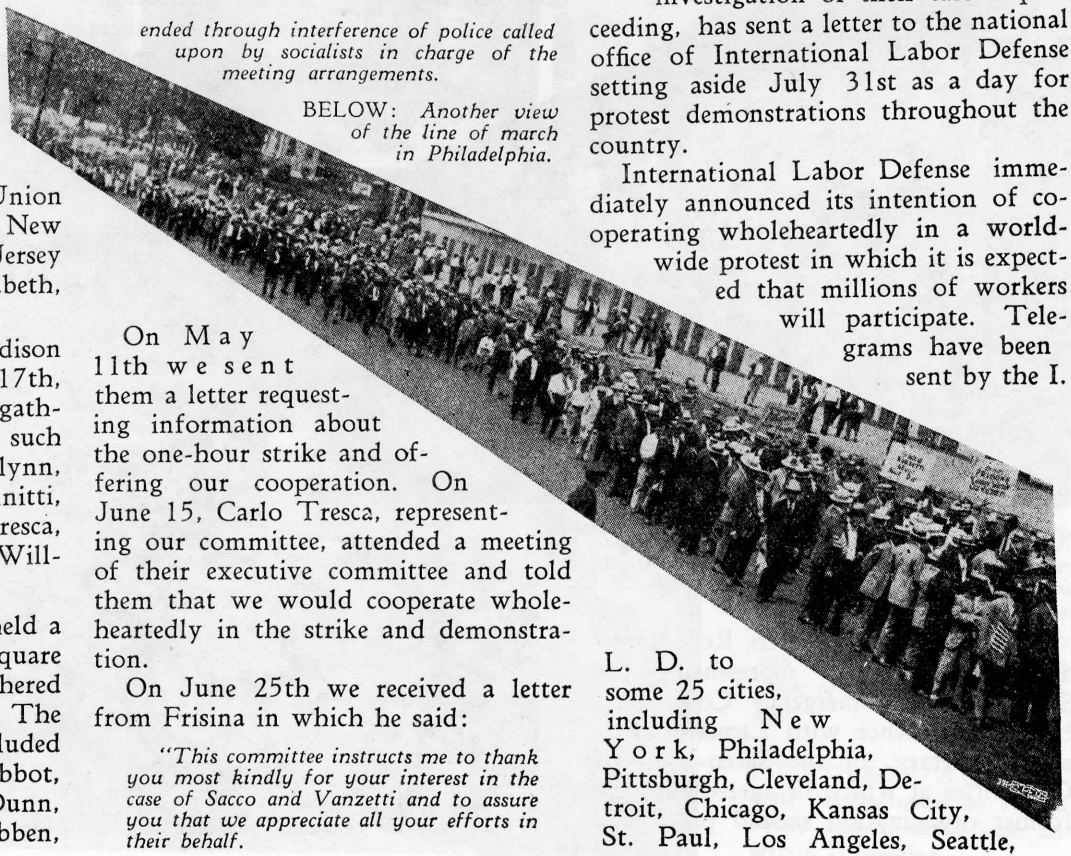 Union
New
Jersey
beth,
dison
17th,
gath-
such
lynn,
nitti,
resca,
Will-
held a
quare
hered
The
luded
bbot,
Dunn,
bben,
ended through interference of police called
upon by socialists in charge of the
meeting arrangements.
BELOW: Another view
of the line of march
in Philadelphia.
On May
11th we sent
them a letter request-
ing information about
the one-hour strike and of-
fering our cooperation. On
June 15, Carlo Tresca, represent-
ing our committee, attended a meeting
of their executive committee and told
them that we would cooperate whole-
heartedly in the strike and demonstra-
tion.
On June 25th we received a letter
from Frisina in which he said:
"This committee instructs me to thank
you most kindly for your interest in the
case of Sacco and Vanzetti and to assure
you that we appreciate all your efforts in
their behalf.
investigation of their
ceeding, has sent a letter to the national
office of International Labor Defense
setting aside July 31st as a day for
protest demonstrations throughout the
country.
International Labor Defense imme-
diately announced its intention of co-
operating wholeheartedly in a world-
wide protest in which it is expect-
ed that millions of workers
will participate. Tele-
grams have been
sent by the I.
L. D. to
some 25 cities,
including New
York, Philadelphia,
Pittsburgh, Cleveland, De-
troit, Chicago, Kansas City,
St. Paul, Los Angeles, Seattle,